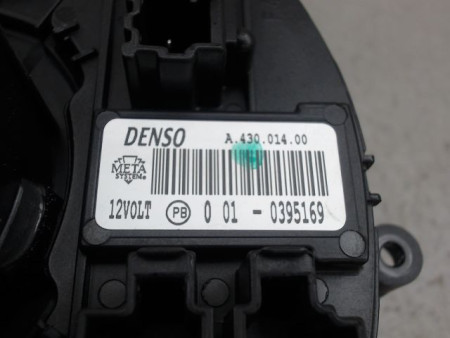 DENSO A.430.014.00
META
SYSTEM®
12VOLT PB 0 01 - 0395169